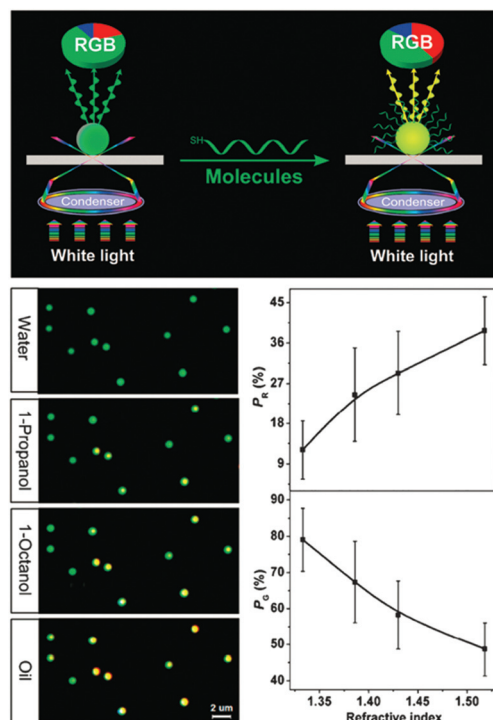 RGB
RGB
SH
Molecules
Condenser
Condenser
White light
White light
Water
1-Propanol
1-Octanol
Oil
2 um
45
36
27
18
9
P_R (%)
90
80
70
60
50
40
P_G (%)
1.35 1.40 1.45 1.50
Refractive index